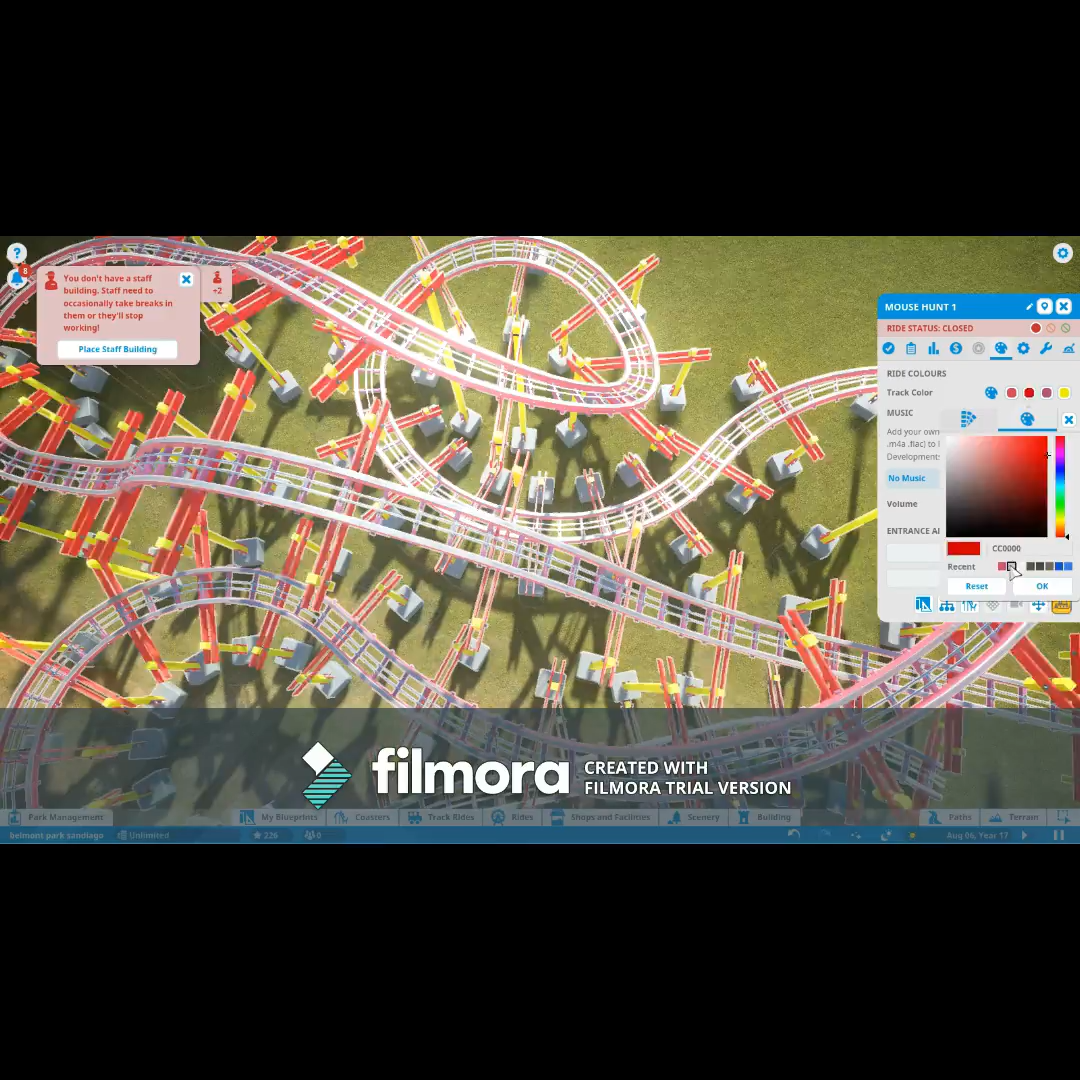 ?
8
You don't have a staff
building. Staff need to
occasionally take breaks in
them or they'll stop
working!
+2
Place Staff Building
MOUSE HUNT 1
RIDE STATUS: CLOSED
RIDE COLOURS
Track Color
MUSIC
Add your own
.m4a .flac) to
Development
No Music
Volume
ENTRANCE A
CC0000
Recent
Reset
OK
filmora
CREATED WITH
FILMORA TRIAL VERSION
Park Management
My Blueprints
Coasters
Track Rides
Rides
Shops and Facilities
Scenery
Building
Paths
Terrain
belmont park sandiago
Unlimited
226
0
Aug 06, Year 17